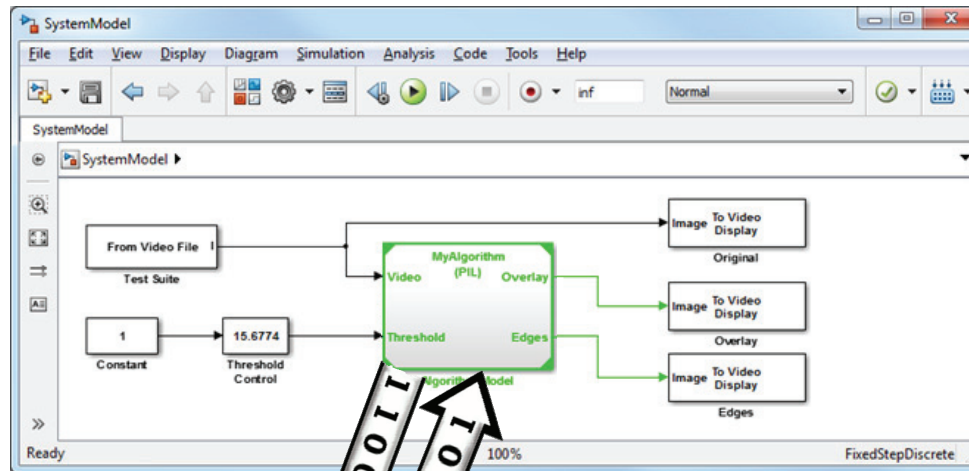 SystemModel
File Edit View Display Diagram Simulation Analysis Code Tools Help
inf Normal
SystemModel
SystemModel
From Video File I
Test Suite
1
Constant
15.6774
Threshold
Control
MyAlgorithm
(PIL)
Video Overlay
Threshold Edges
Image To Video
Display
Original
Image To Video
Display
Overlay
Image To Video
Display
Edges
1100
10
Ready 100% FixedStepDiscrete